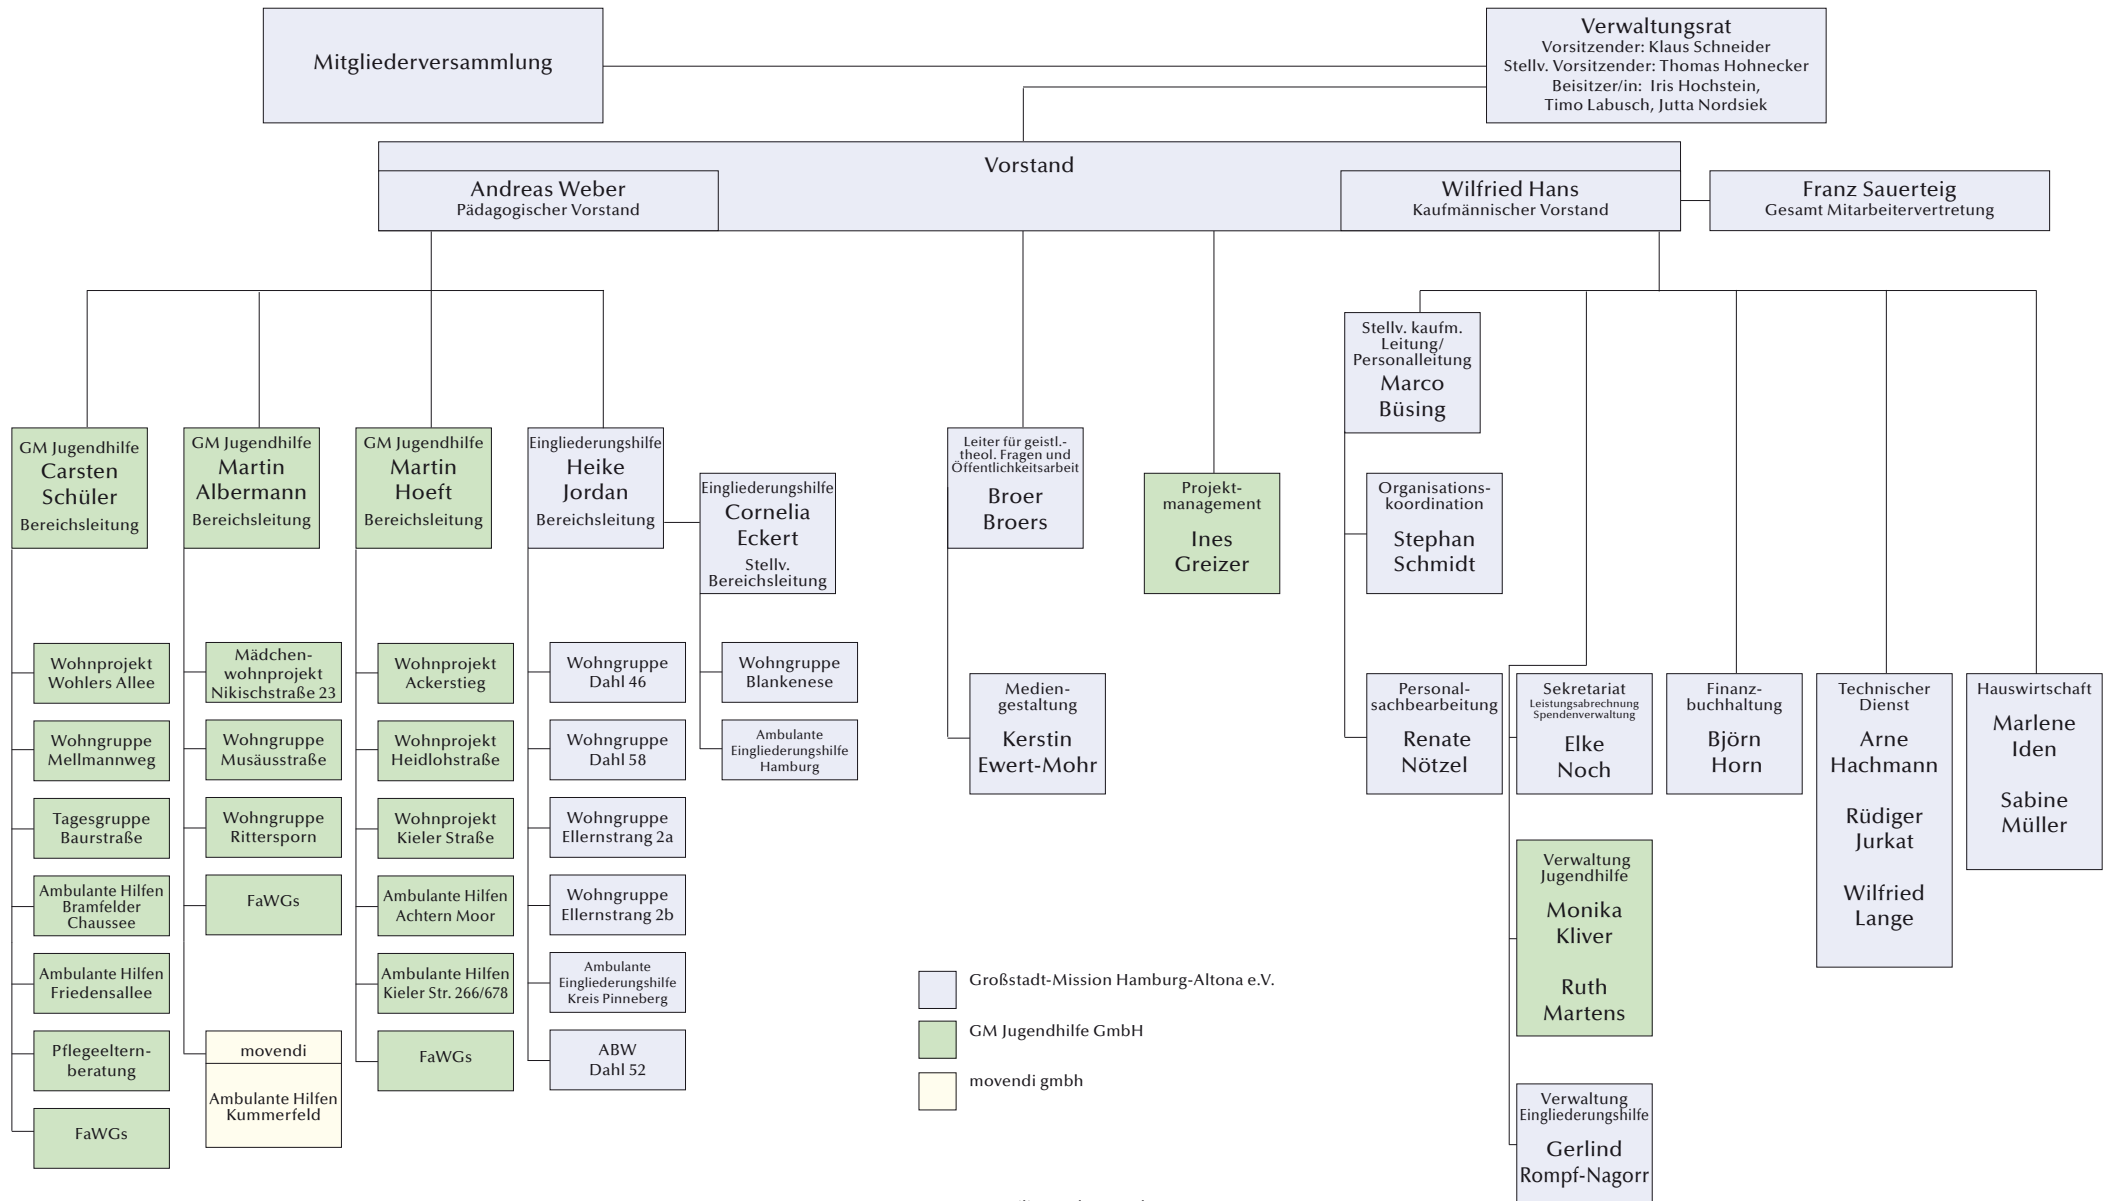 Mitgliederversammlung
Verwaltungsrat
Vorsitzender: Klaus Schneider
Stellv. Vorsitzender: Thomas Hohnecker
Beisitzer/in: Iris Hochstein,
Timo Labusch, Jutta Nordsiek
Vorstand
Andreas Weber
Pädagogischer Vorstand
Wilfried Hans
Kaufmännischer Vorstand
Franz Sauerteig
Gesamt Mitarbeitervertretung
GM Jugendhilfe
Carsten
Schüler
Bereichsleitung
Wohnprojekt
Wohlers Allee
Wohngruppe
Mellmannweg
Tagesgruppe
Baurstraße
Ambulante Hilfen
Bramfelder
Chaussee
Ambulante Hilfen
Friedensallee
Pflegeeltern-
beratung
FaWGs
GM Jugendhilfe
Martin
Albermann
Bereichsleitung
Mädchen-
wohnprojekt
Nikischstraße 23
Wohngruppe
Musäusstraße
Wohngruppe
Rittersporn
FaWGs
movendi
Ambulante Hilfen
Kummerfeld
GM Jugendhilfe
Martin
Hoeft
Bereichsleitung
Wohnprojekt
Ackerstieg
Wohnprojekt
Heidlohstraße
Wohnprojekt
Kieler Straße
Ambulante Hilfen
Achtern Moor
Ambulante Hilfen
Kieler Str. 266/678
FaWGs
Eingliederungshilfe
Heike
Jordan
Bereichsleitung
Wohngruppe
Dahl 46
Wohngruppe
Dahl 58
Wohngruppe
Ellernstrang 2a
Wohngruppe
Ellernstrang 2b
Ambulante
Eingliederungshilfe
Kreis Pinneberg
ABW
Dahl 52
Eingliederungshilfe
Cornelia
Eckert
Stellv.
Bereichsleitung
Wohngruppe
Blankenese
Ambulante
Eingliederungshilfe
Hamburg
Leiter für geistl.-
theol. Fragen und
Öffentlichkeitsarbeit
Broer
Broers
Medien-
gestaltung
Kerstin
Ewert-Mohr
Projekt-
management
Ines
Greizer
Stellv. kaufm.
Leitung/
Personalleitung
Marco
Büsing
Organisations-
koordination
Stephan
Schmidt
Personal-
sachbearbeitung
Renate
Nötzel
Sekretariat
Leistungsabrechnung
Spendenverwaltung
Elke
Noch
Verwaltung
Jugendhilfe
Monika
Kliver
Ruth
Martens
Verwaltung
Eingliederungshilfe
Gerlind
Rompf-Nagorr
Finanz-
buchhaltung
Björn
Horn
Technischer
Dienst
Arne
Hachmann
Rüdiger
Jurkat
Wilfried
Lange
Hauswirtschaft
Marlene
Iden
Sabine
Müller
Großstadt-Mission Hamburg-Altona e.V.
GM Jugendhilfe GmbH
movendi gmbh